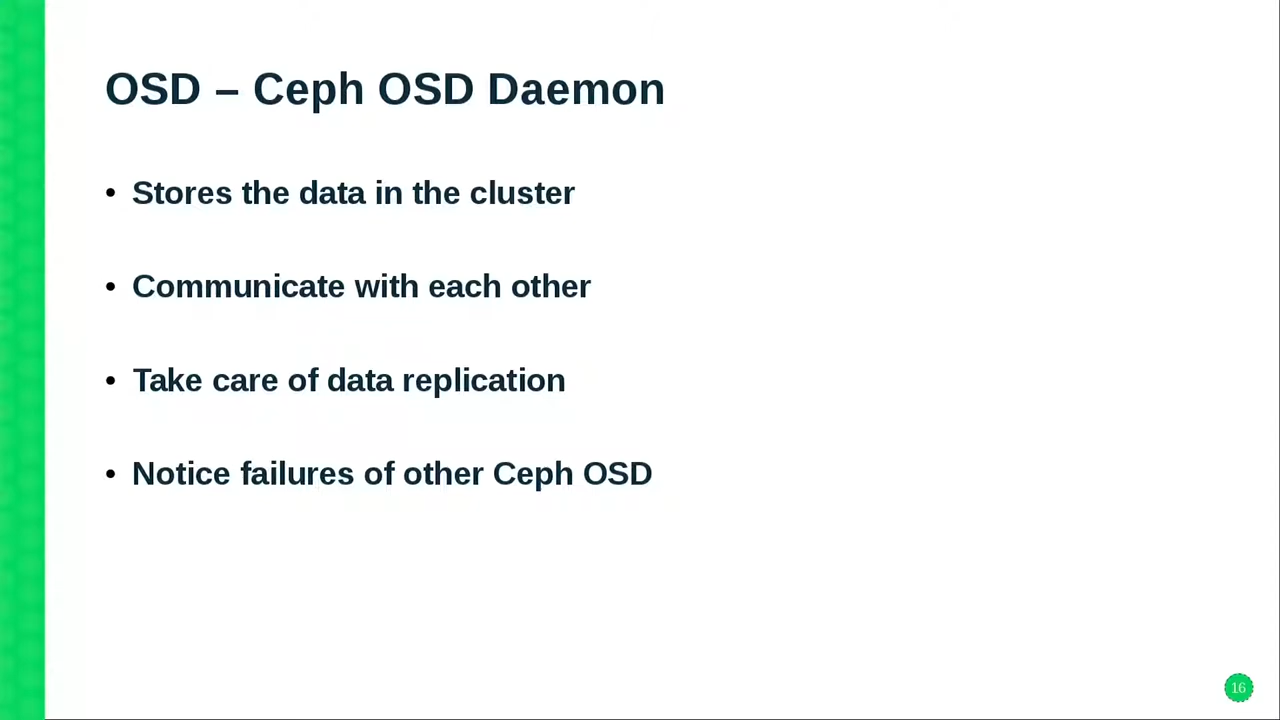 OSD – Ceph OSD Daemon
• Stores the data in the cluster
• Communicate with each other
• Take care of data replication
• Notice failures of other Ceph OSD
16